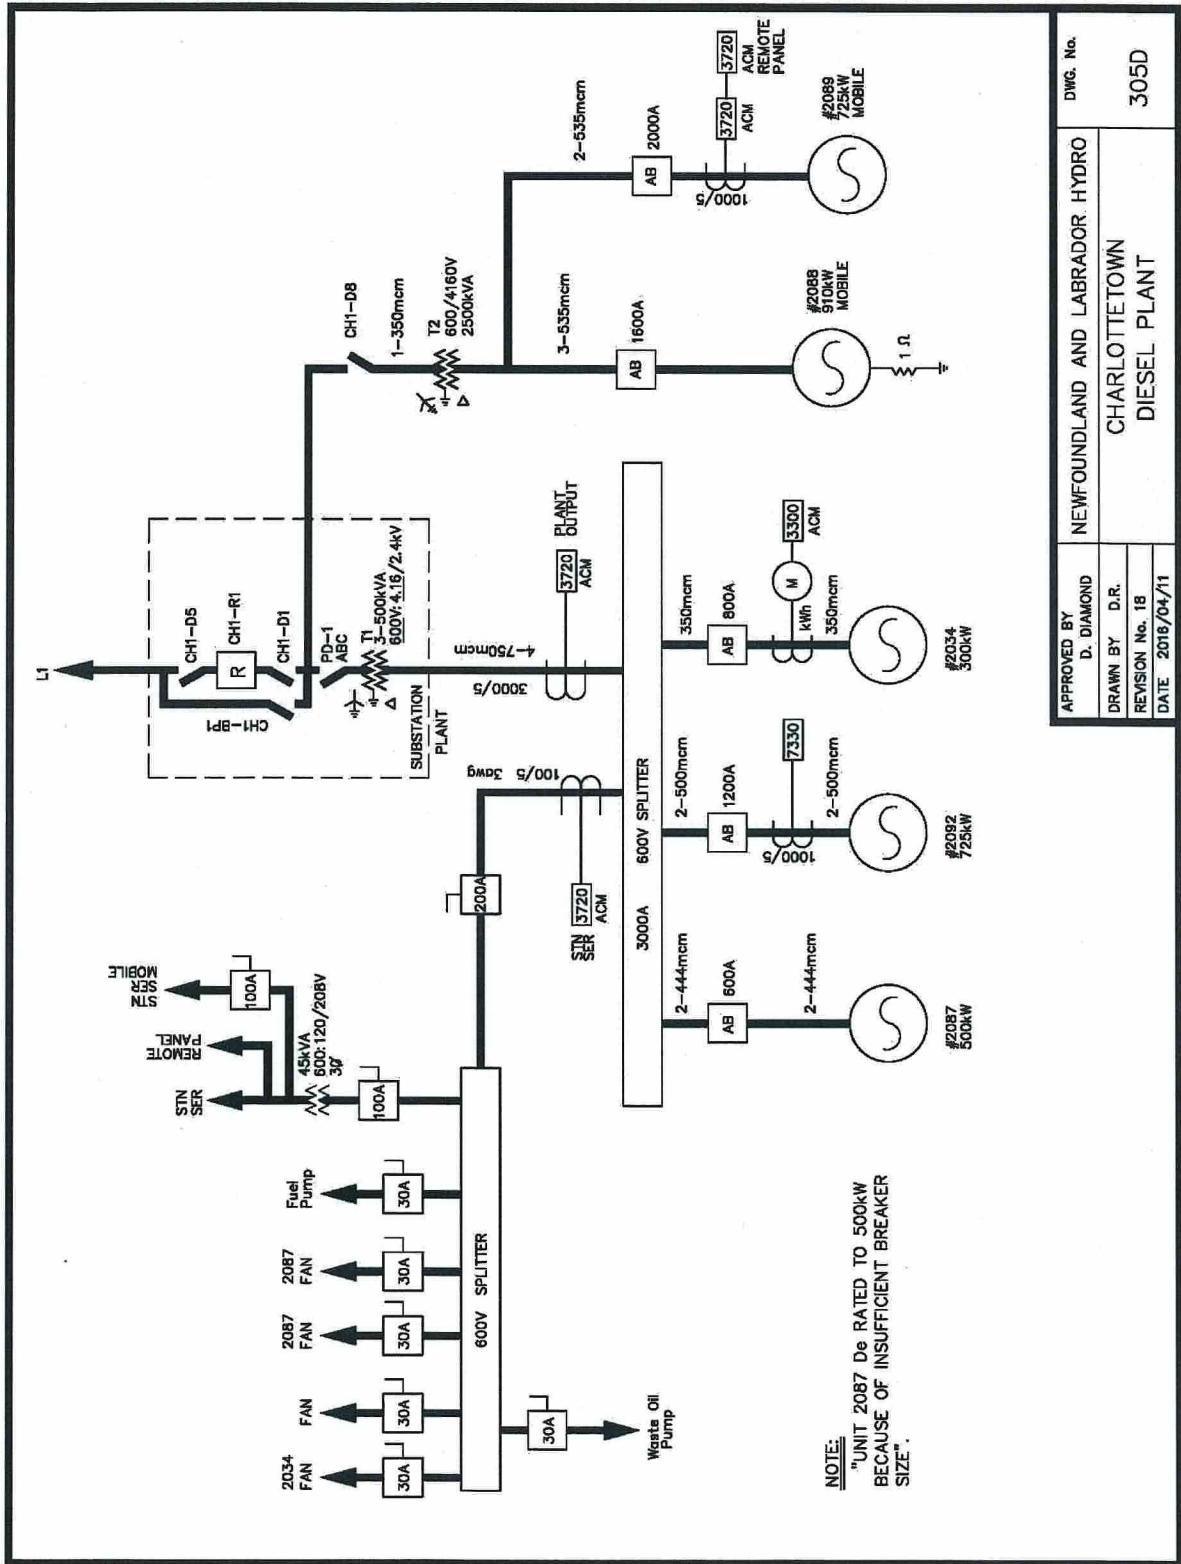 L1
CH1-D5
R
CH1-R1
CH1-D1
CH1-BP1
PD-1
ABC
T1
3-500kVA
600V: 4.16/2.4kV
Δ
SUBSTATION
PLANT
4-750mcm
3000/5
3720
ACM
PLANT
OUTPUT
CH1-D8
1-350mcm
T2
600/4160V
2500kVA
Δ
2-535mcm
3-535mcm
AB
2000A
AB
1600A
1000/5
3720
ACM
3720
ACM
REMOTE
PANEL
#2089
725kW
MOBILE
#2088
910kW
MOBILE
1 Ω
STN
SER
REMOTE
PANEL
STN
SER
MOBILE
100A
45kVA
600:120/208V
3Ø
100A
200A
3awg
100/5
STN
SER
3720
ACM
3000A
600V SPLITTER
2034
FAN
FAN
2087
FAN
2087
FAN
Fuel
Pump
30A
30A
30A
30A
30A
600V SPLITTER
30A
Waste Oil
Pump
2-444mcm
AB
600A
2-444mcm
#2087
500kW
2-500mcm
AB
1200A
1000/5
7330
2-500mcm
#2092
725kW
350mcm
AB
800A
M
kWh
3300
ACM
350mcm
#2034
300kW
NOTE:
"UNIT 2087 De RATED TO 500kW
BECAUSE OF INSUFFICIENT BREAKER
SIZE".
APPROVED BY
D. DIAMOND
DRAWN BY D.R.
REVISION No. 18
DATE 2016/04/11
NEWFOUNDLAND AND LABRADOR HYDRO
CHARLOTTETOWN
DIESEL PLANT
DWG. No.
305D